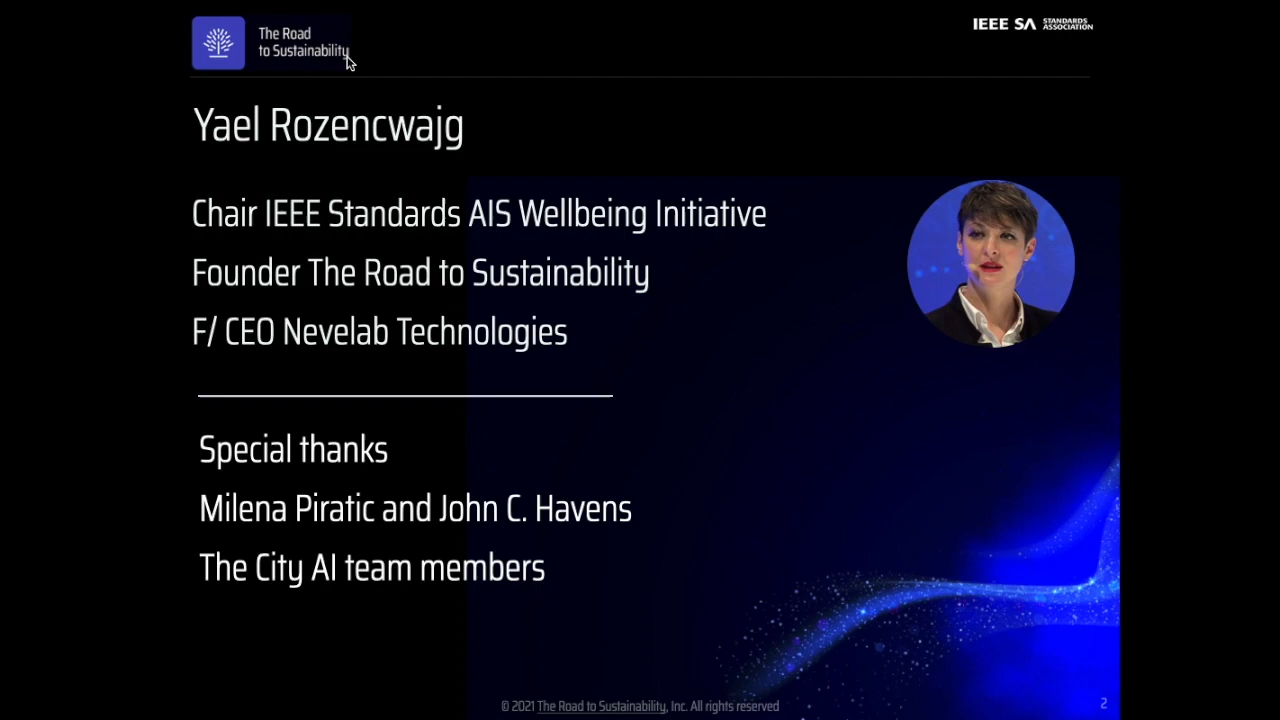 The Road
to Sustainability
IEEE SA STANDARDS
ASSOCIATION
Yael Rozencwajg
Chair IEEE Standards AIS Wellbeing Initiative
Founder The Road to Sustainability
F/ CEO Nevelab Technologies
Special thanks
Milena Piratic and John C. Havens
The City AI team members
© 2021 The Road to Sustainability, Inc. All rights reserved
2